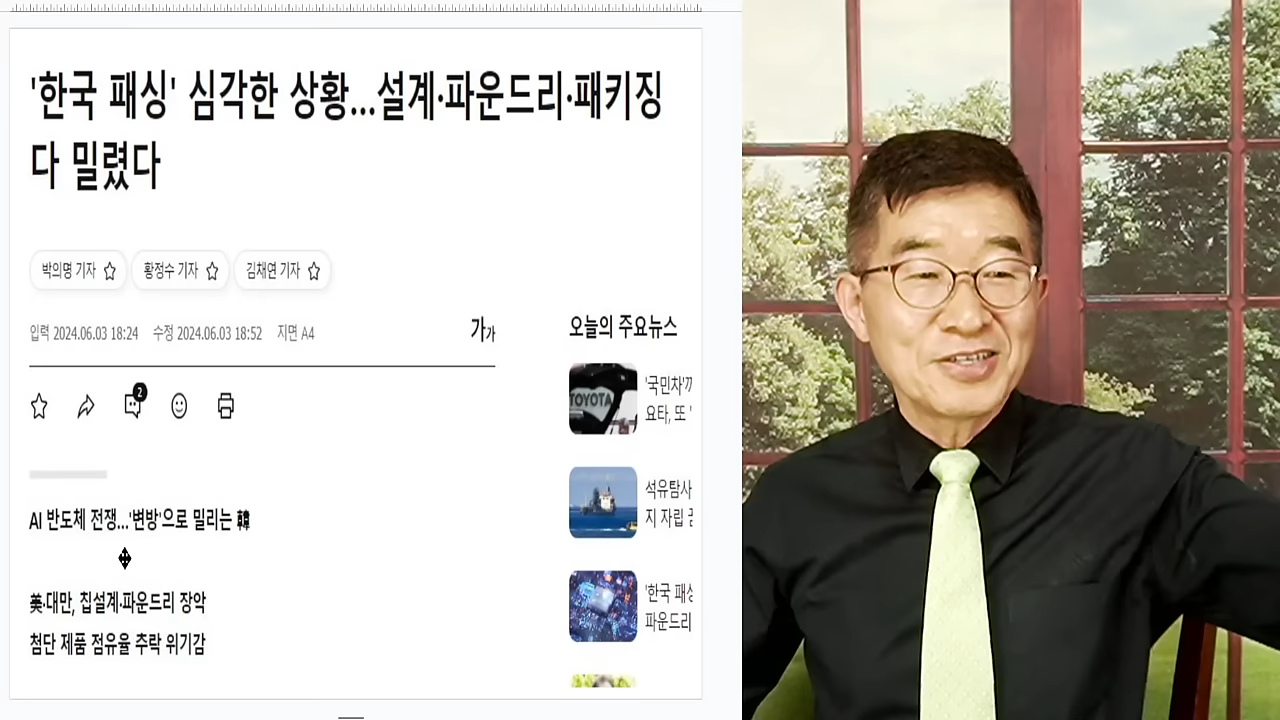 '한국 패싱' 심각한 상황...설계·파운드리·패키징
다 밀렸다
박의명 기자 황정수 기자 김채연 기자
입력 2024.06.03 18:24 수정 2024.06.03 18:52 지면 A4
가가
오늘의 주요뉴스
2
TOYOTA
'국민차'
요타, 또 '
석유탐사
지 자립
AI 반도체 전쟁...'변방'으로 밀리는 韓
'한국 패싱
파운드리
美·대만, 칩설계·파운드리 장악
첨단 제품 점유율 추락 위기감